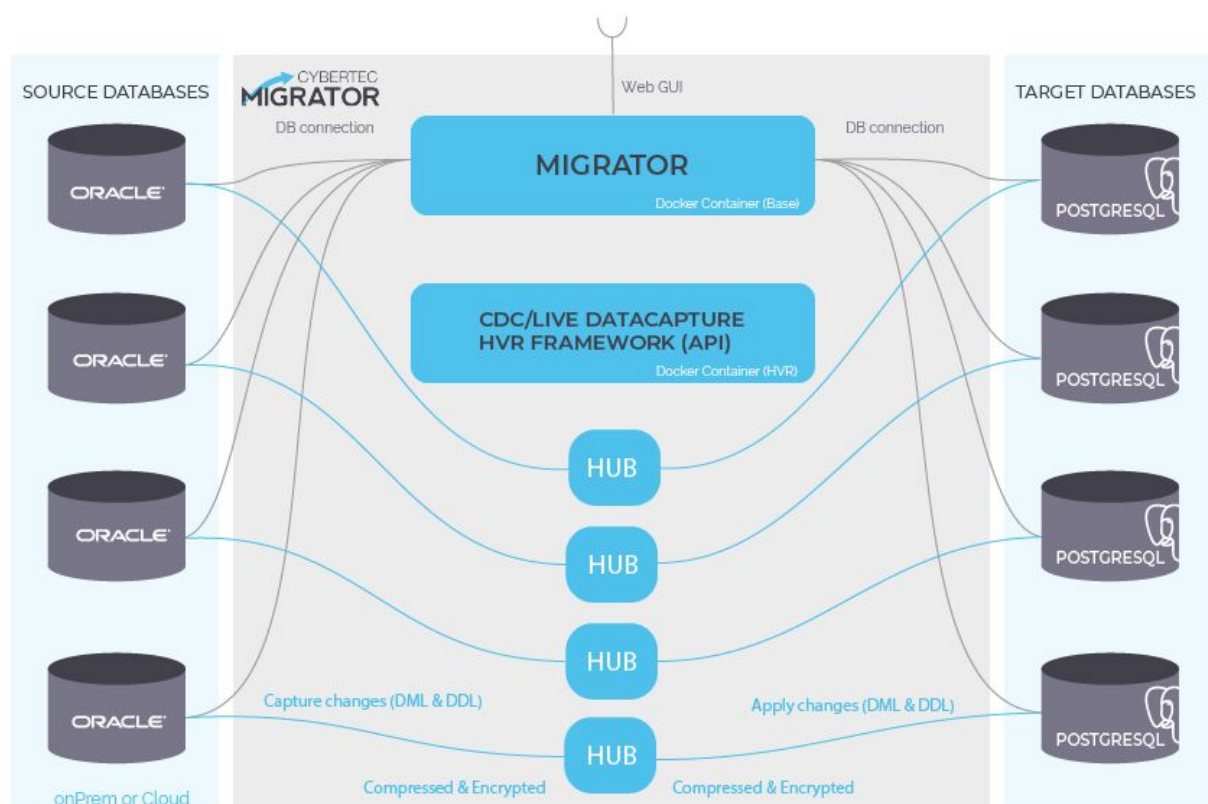 SOURCE DATABASES
CYBERTEC
MIGRATOR
Web GUI
TARGET DATABASES
DB connection
DB connection
MIGRATOR
Docker Container (Base)
ORACLE
POSTGRESQL
CDC/LIVE DATACAPTURE
HVR FRAMEWORK (API)
Docker Container (HVR)
ORACLE
POSTGRESQL
HUB
ORACLE
POSTGRESQL
HUB
HUB
Capture changes (DML & DDL)
Apply changes (DML & DDL)
ORACLE
POSTGRESQL
HUB
Compressed & Encrypted
Compressed & Encrypted
onPrem or Cloud